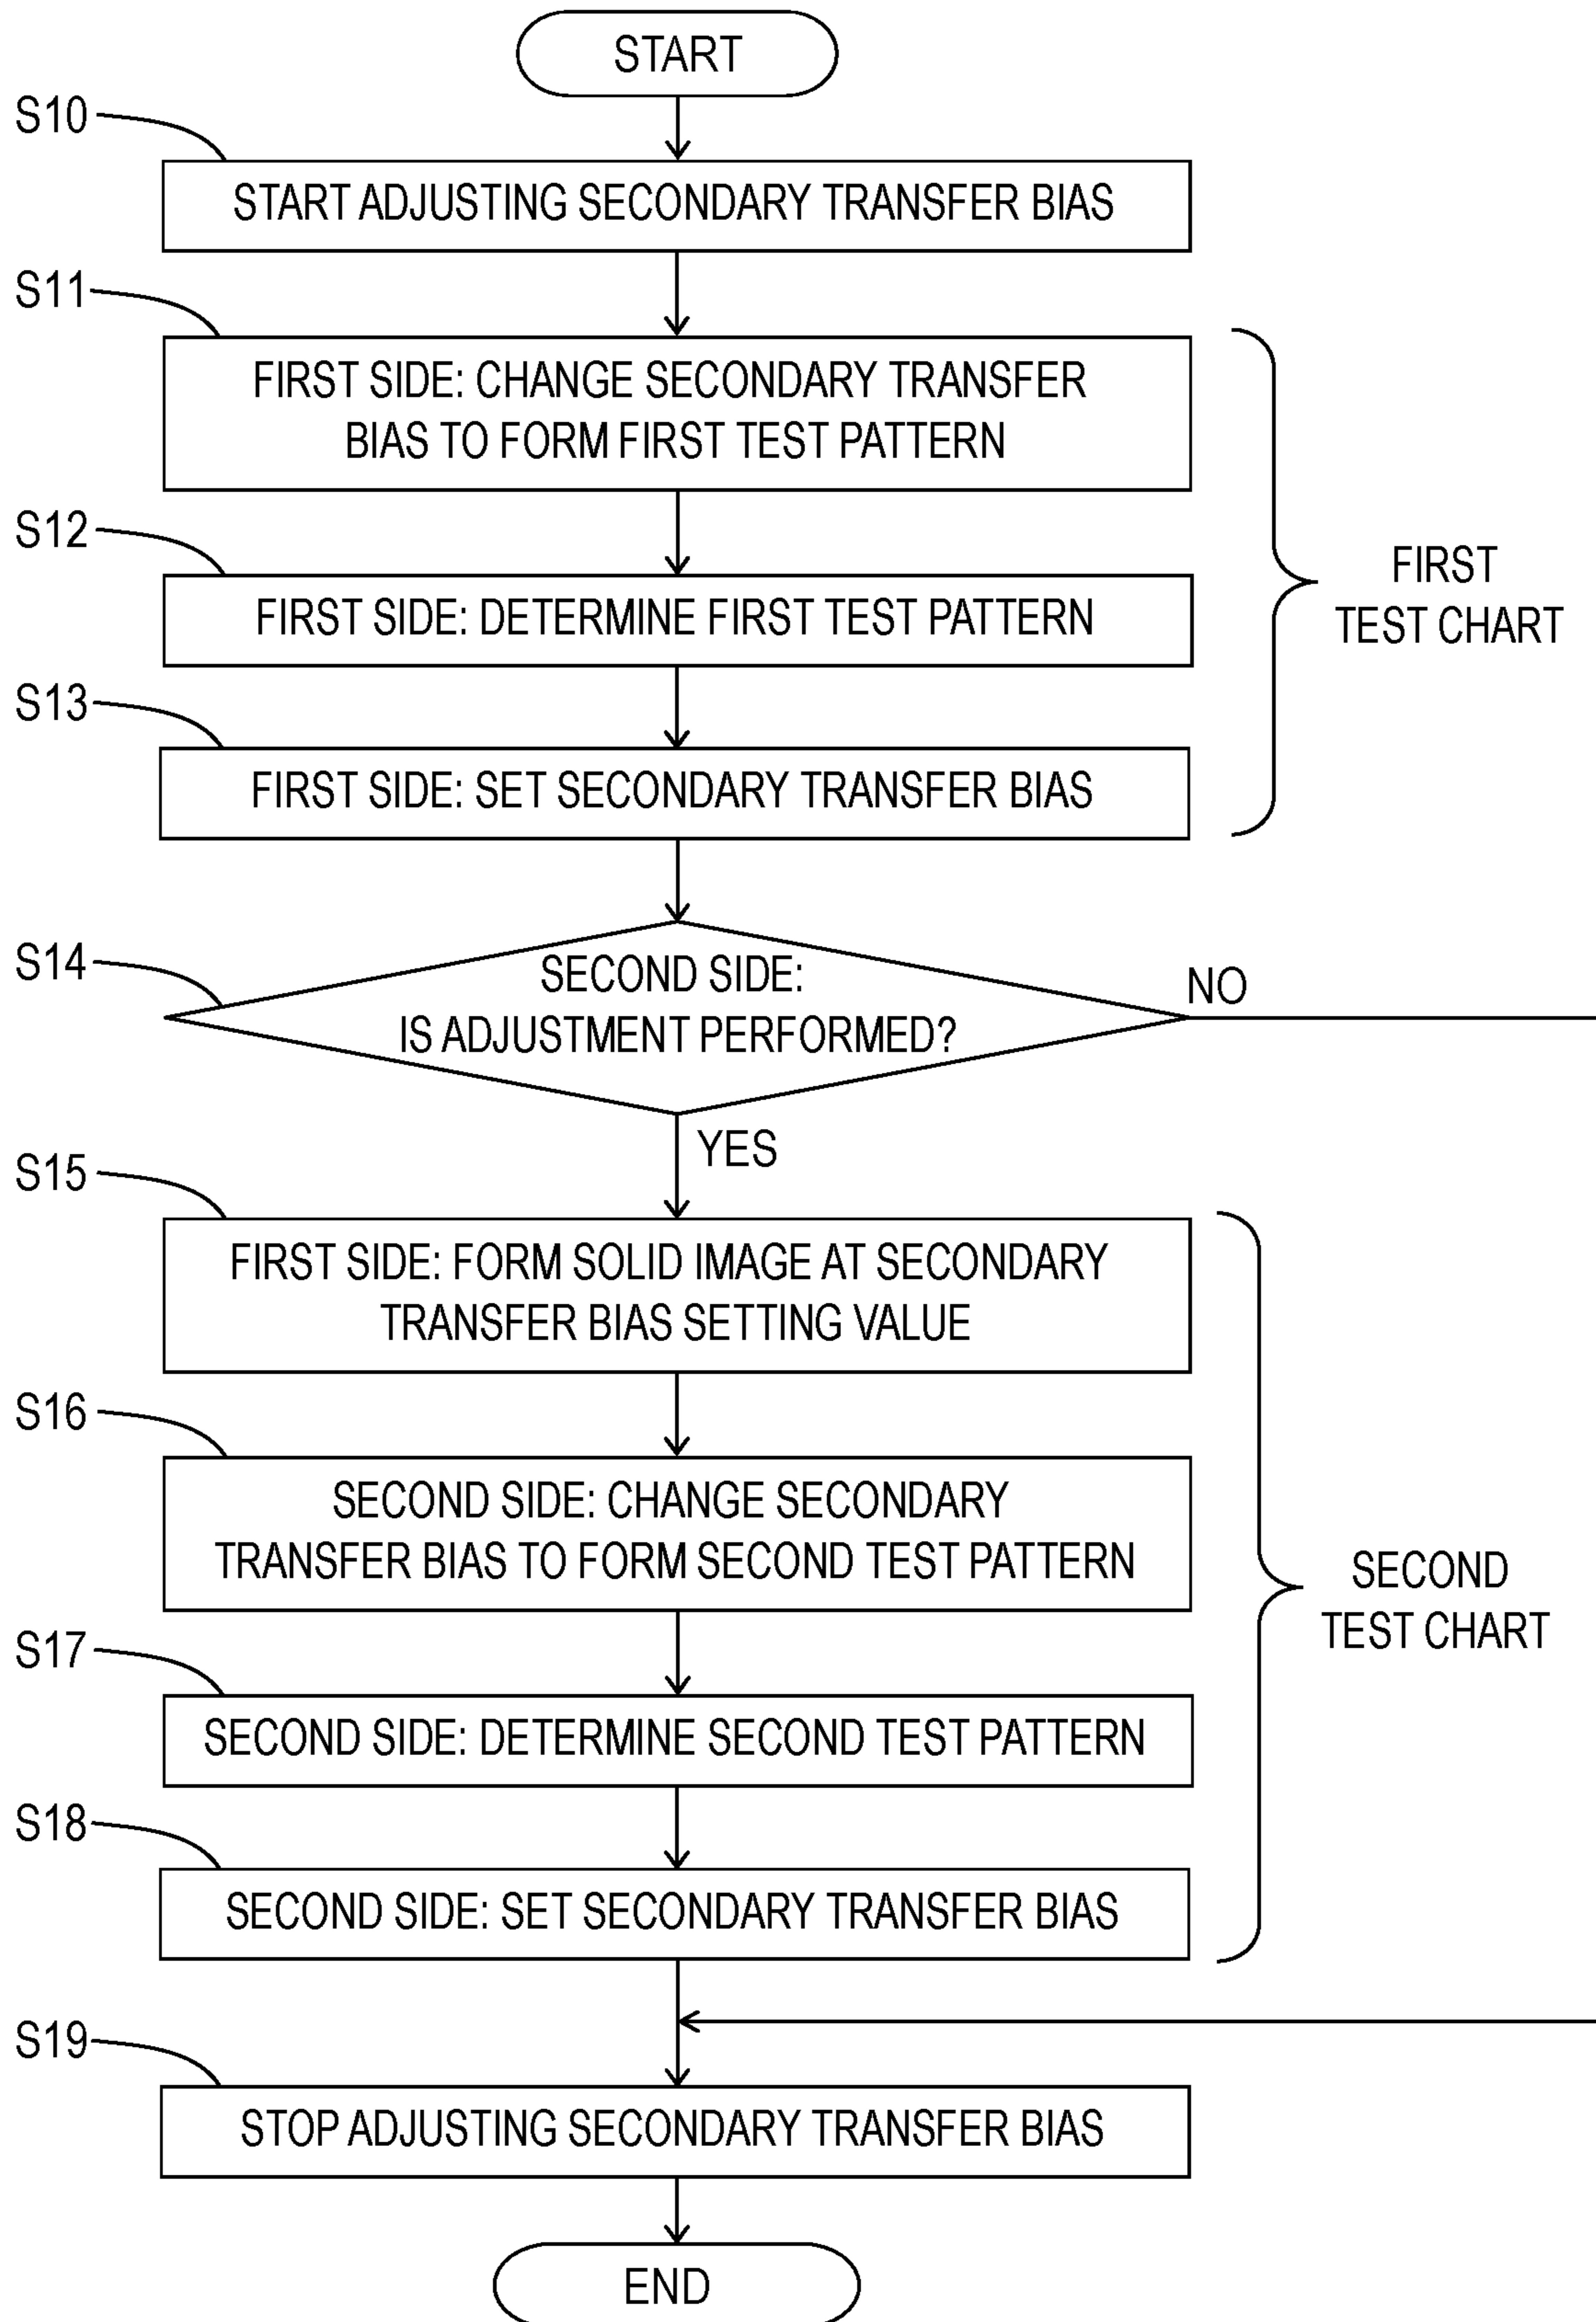 START
S10
START ADJUSTING SECONDARY TRANSFER BIAS
S11
FIRST SIDE: CHANGE SECONDARY TRANSFER
BIAS TO FORM FIRST TEST PATTERN
S12
FIRST SIDE: DETERMINE FIRST TEST PATTERN
S13
FIRST SIDE: SET SECONDARY TRANSFER BIAS
FIRST
TEST CHART
S14
SECOND SIDE:
IS ADJUSTMENT PERFORMED?
NO
YES
S15
FIRST SIDE: FORM SOLID IMAGE AT SECONDARY
TRANSFER BIAS SETTING VALUE
S16
SECOND SIDE: CHANGE SECONDARY
TRANSFER BIAS TO FORM SECOND TEST PATTERN
S17
SECOND SIDE: DETERMINE SECOND TEST PATTERN
S18
SECOND SIDE: SET SECONDARY TRANSFER BIAS
SECOND
TEST CHART
S19
STOP ADJUSTING SECONDARY TRANSFER BIAS
END